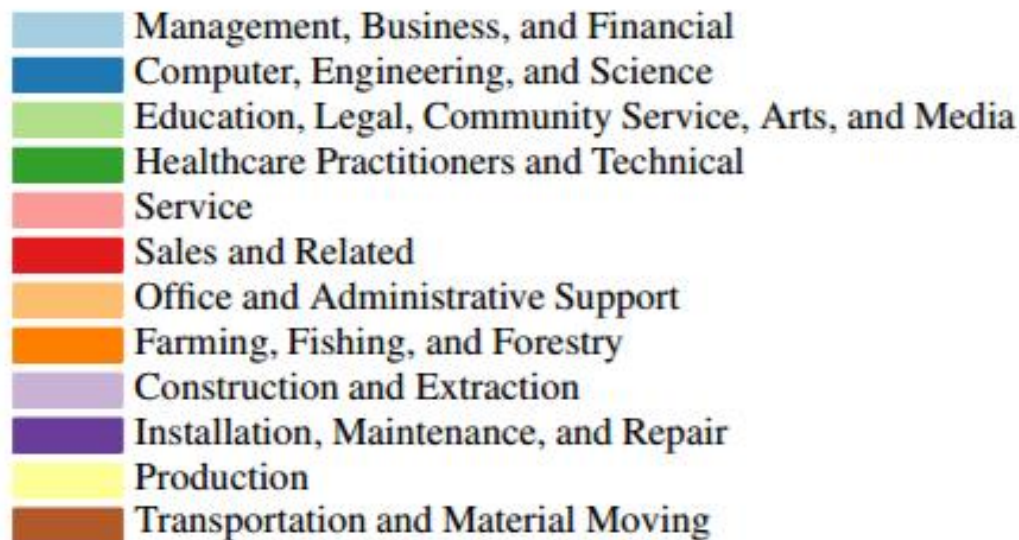 Management, Business, and Financial
Computer, Engineering, and Science
Education, Legal, Community Service, Arts, and Media
Healthcare Practitioners and Technical
Service
Sales and Related
Office and Administrative Support
Farming, Fishing, and Forestry
Construction and Extraction
Installation, Maintenance, and Repair
Production
Transportation and Material Moving